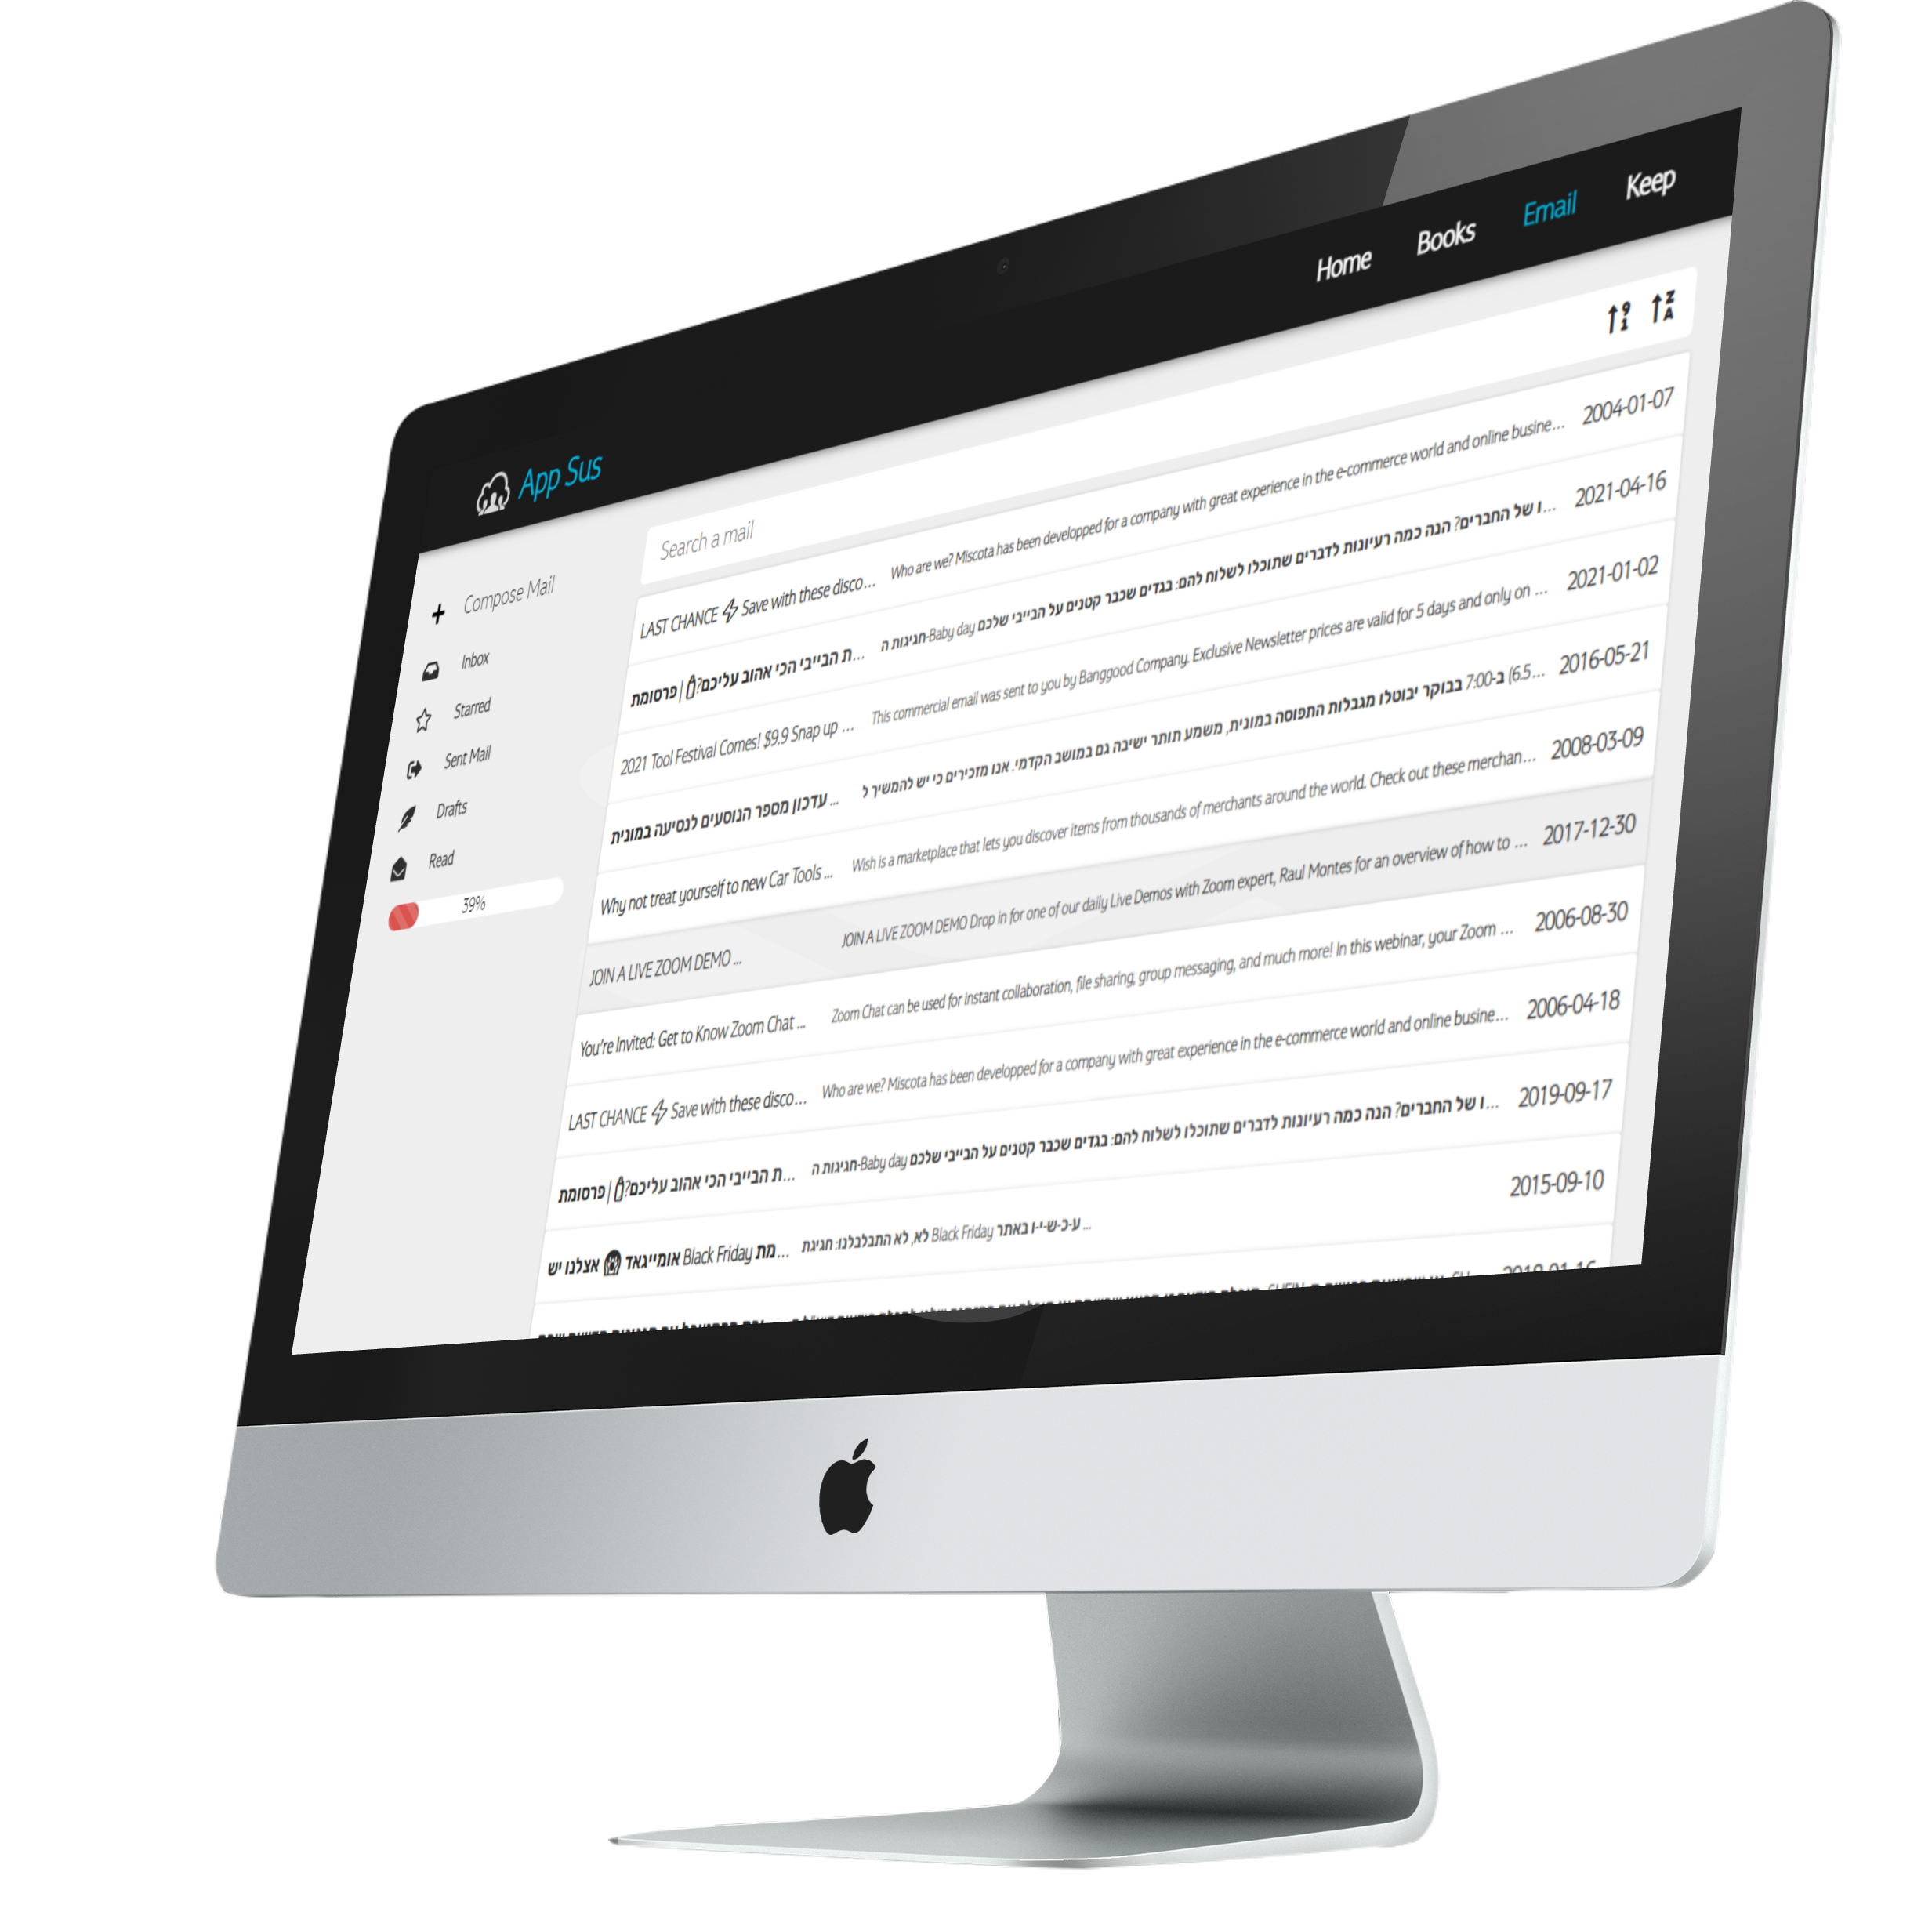 App Sus
Home Books Email Keep
Compose Mail
Inbox
Starred
Sent Mail
Drafts
Read
39%
Search a mail
LAST CHANCE ⚡ Save with these disco... Who are we? Miscota has been developped for a company with great experience in the e-commerce world and online busine... 2004-01-07
פרסומת | ?ת הבייבי הכי אהוב עליכם... חגיגות ה-Baby day ו של החברים? הנה כמה רעיונות לדברים שתוכלו לשלוח להם: בגדים שכבר קטנים על הבייבי שלכם... 2021-04-16
2021 Tool Festival Comes! $9.9 Snap up ... This commercial email was sent to you by Banggood Company. Exclusive Newsletter prices are valid for 5 days and only on ... 2021-01-02
עדכון מספר הנוסעים לנסיעה במונית ... (6.5 ב-7:00 בבוקר יבוטלו מגבלות התפוסה במונית, משמע תותר ישיבה גם במושב הקדמי. אנו מזכירים כי יש להמשיך ל... 2016-05-21
Why not treat yourself to new Car Tools ... Wish is a marketplace that lets you discover items from thousands of merchants around the world. Check out these merchan... 2008-03-09
JOIN A LIVE ZOOM DEMO ... JOIN A LIVE ZOOM DEMO Drop in for one of our daily Live Demos with Zoom expert, Raul Montes for an overview of how to ... 2017-12-30
You're Invited: Get to Know Zoom Chat ... Zoom Chat can be used for instant collaboration, file sharing, group messaging, and much more! In this webinar, your Zoom ... 2006-08-30
LAST CHANCE ⚡ Save with these disco... Who are we? Miscota has been developped for a company with great experience in the e-commerce world and online busine... 2006-04-18
פרסומת | ?ת הבייבי הכי אהוב עליכם... חגיגות ה-Baby day ו של החברים? הנה כמה רעיונות לדברים שתוכלו לשלוח להם: בגדים שכבר קטנים על הבייבי שלכם... 2019-09-17
אומייגאד 😱 אצלנו יש Black Friday מת... לא, לא התבלבלנו: חגיגת Black Friday ע-כ-ש-י-ו באתר ... 2015-09-10
2018-01-16